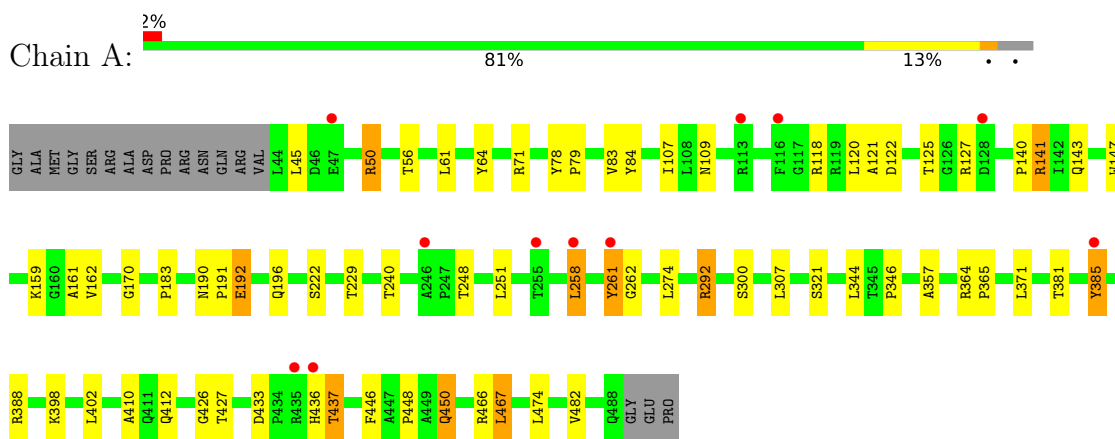 2%
Chain A:
81% 13% • •
GLY ALA MET GLY SER ARG ALA ASP PRO ARG ASN GLN ARG VAL L44 L45 D46 E47 R50 T56 L61 Y64 R71 Y78 P79 V83 Y84 I107 L108 N109 R113 F116 G117 R118 R119 L120 A121 D122 T125 G126 R127 D128 P140 R141 I142 Q143 W147
K159 G160 A161 V162 G170 P183 N190 P191 E192 Q196 S222 T229 T240 A246 P247 T248 L251 T255 L258 Y261 G262 L274 R292 S300 L307 S321 L344 T345 P346 A357 R364 P365 L371 T381 Y385
R388 K398 L402 A410 Q411 Q412 G426 T427 D433 P434 R435 H436 T437 F446 A447 P448 A449 Q450 R466 L467 L474 V482 Q488 GLY GLU PRO